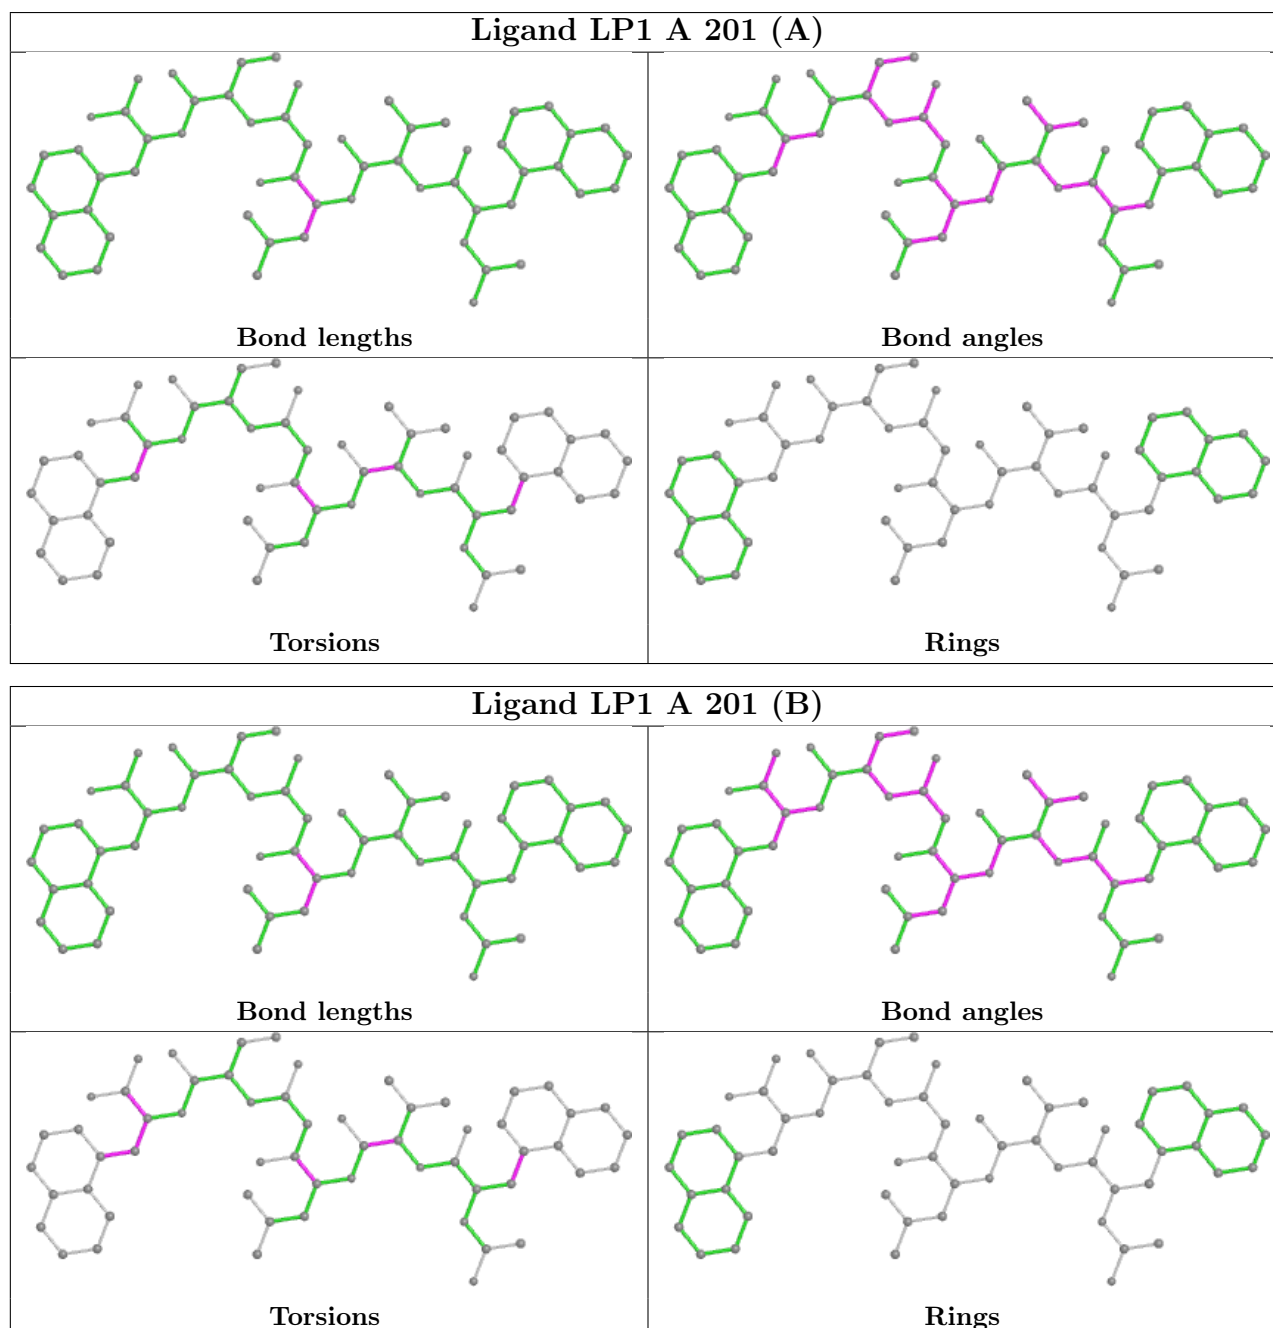 Ligand LP1 A 201 (A)
Bond lengths
Bond angles
Torsions
Rings
Ligand LP1 A 201 (B)
Bond lengths
Bond angles
Torsions
Rings